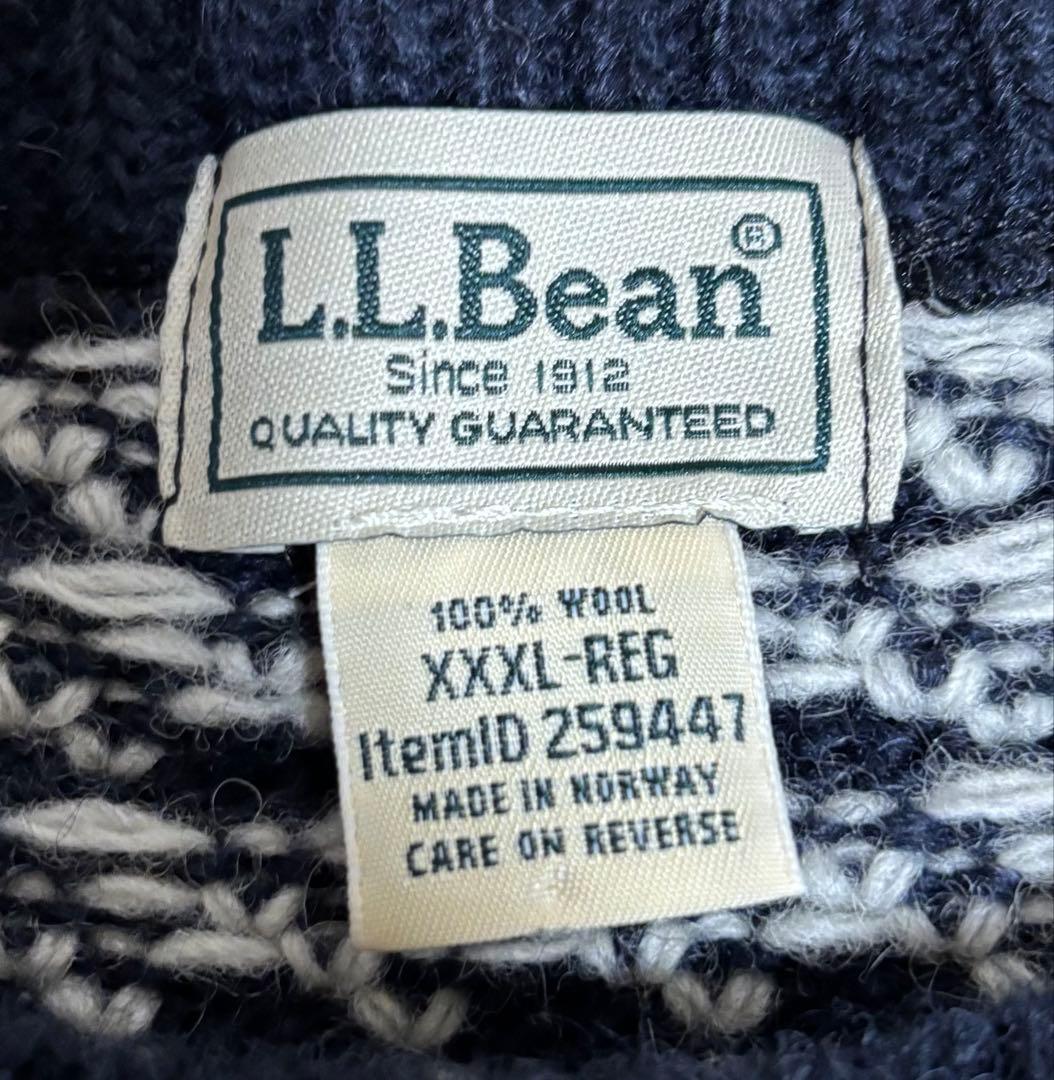 L.L.Bean®
Since 1912
QUALITY GUARANTEED
100% WOOL
XXXL-REG
ItemID 259447
MADE IN NORWAY
CARE ON REVERSE